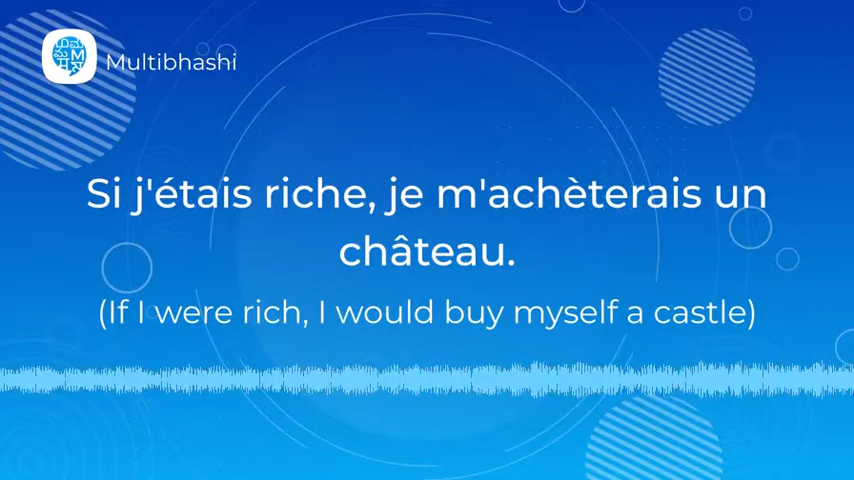 Multibhashi
Si j'étais riche, je m'achèterais un
château.
(If I were rich, I would buy myself a castle)